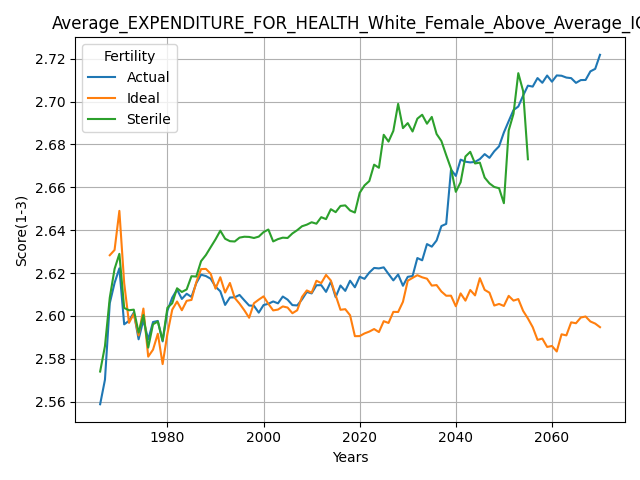 Average_EXPENDITURE_FOR_HEALTH_White_Female_Above_Average_IQ
Fertility
Actual
Ideal
Sterile
Score(1-3)
2.72
2.70
2.68
2.66
2.64
2.62
2.60
2.58
2.56
1980 2000 2020 2040 2060
Years